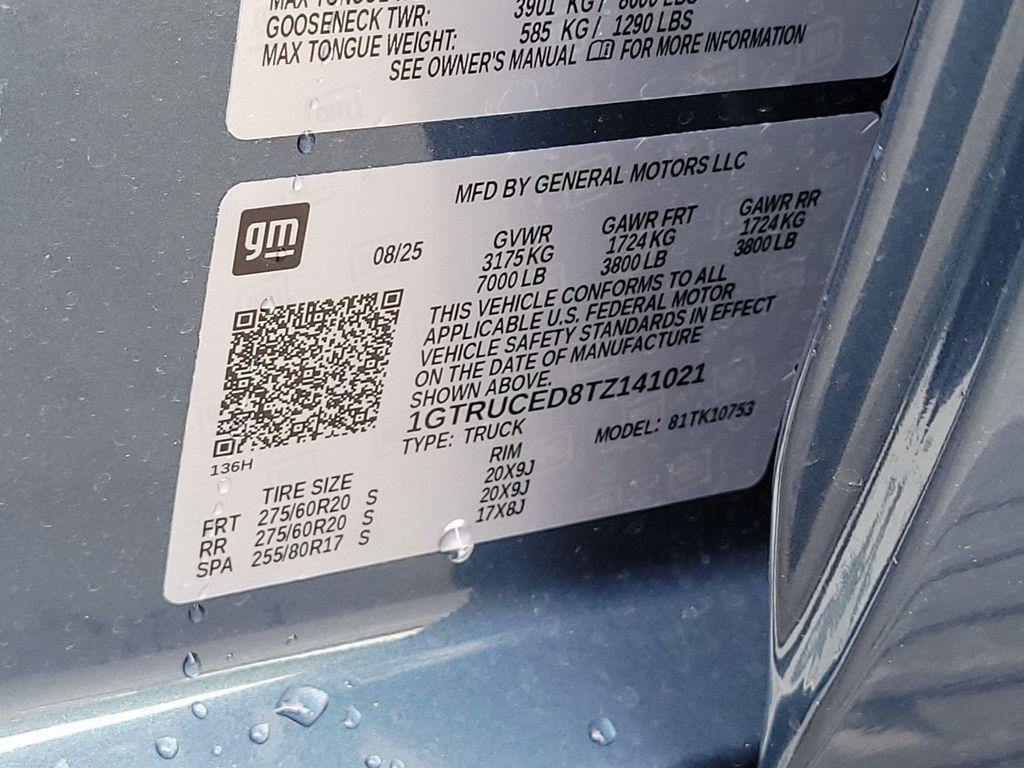 MAX TONGUE
3901 KG / 8600 LBS
GOOSENECK TWR: 585 KG / 1290 LBS
MAX TONGUE WEIGHT:
SEE OWNER'S MANUAL FOR MORE INFORMATION
MFD BY GENERAL MOTORS LLC
gm
08/25
GVWR GAWR FRT GAWR RR
3175 KG 1724 KG 1724 KG
7000 LB 3800 LB 3800 LB
THIS VEHICLE CONFORMS TO ALL
APPLICABLE U.S. FEDERAL MOTOR
VEHICLE SAFETY STANDARDS IN EFFECT
ON THE DATE OF MANUFACTURE
SHOWN ABOVE.
1GTRUCED8TZ141021
TYPE: TRUCK MODEL: 81TK10753
136H
TIRE SIZE RIM
FRT 275/60R20 S 20X9J
RR 275/60R20 S 20X9J
SPA 255/80R17 S 17X8J